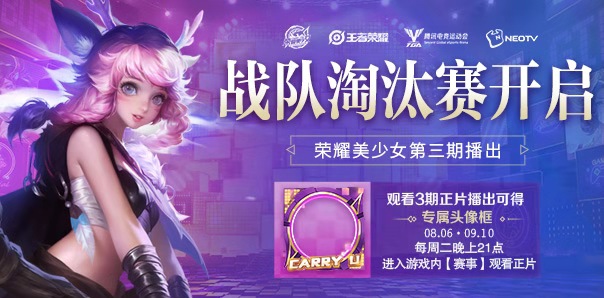 王者荣耀
腾讯电竞运动会
NEOTV
战队淘汰赛开启
荣耀美少女第三期播出
观看3期正片播出可得
专属头像框
08.06 · 09.10
每周二晚上21点
进入游戏内【赛事】观看正片
CARRY U